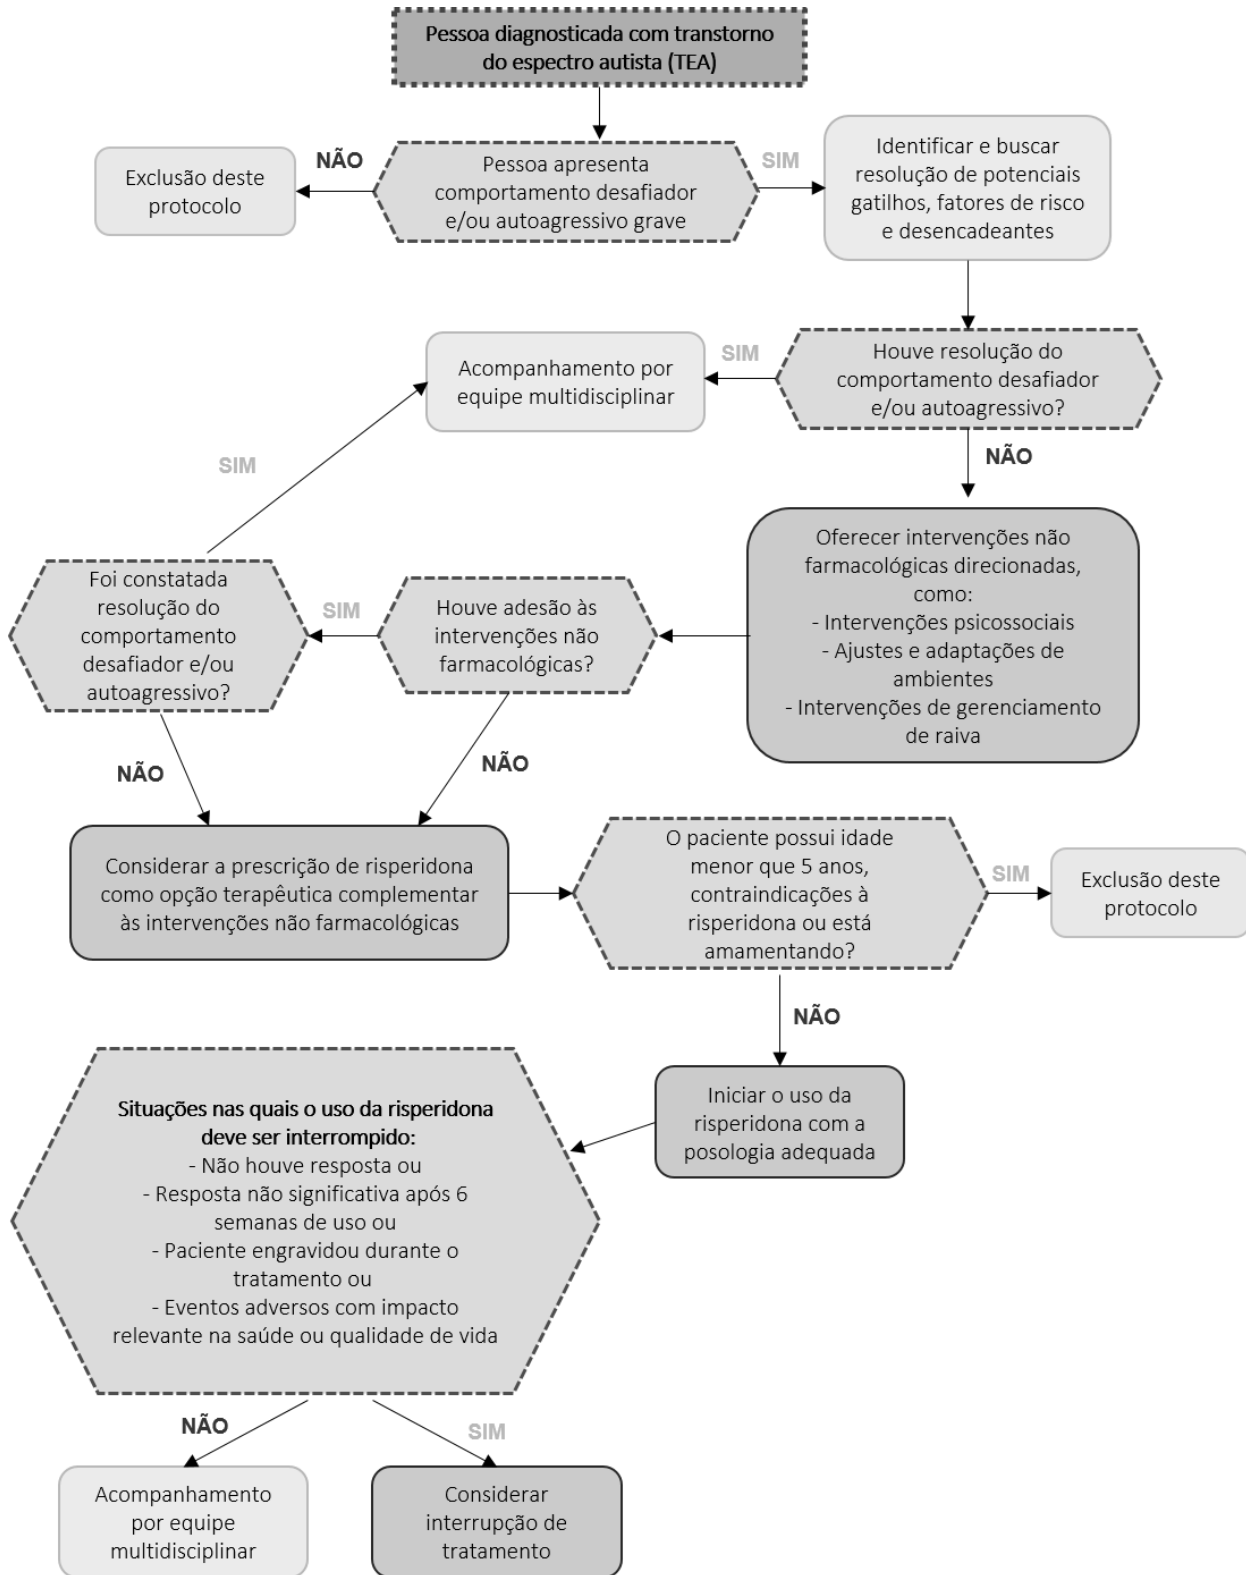 Pessoa diagnosticada com transtorno
do espectro autista (TEA)
NÃO
SIM
Exclusão deste
protocolo
Pessoa apresenta
comportamento desafiador
e/ou autoagressivo grave
Identificar e buscar
resolução de potenciais
gatilhos, fatores de risco
e desencadeantes
Acompanhamento por
equipe multidisciplinar
SIM
Houve resolução do
comportamento desafiador
e/ou autoagressivo?
SIM
NÃO
Oferecer intervenções não
farmacológicas direcionadas,
como:
- Intervenções psicossociais
- Ajustes e adaptações de
ambientes
- Intervenções de gerenciamento
de raiva
Foi constatada
resolução do
comportamento
desafiador e/ou
autoagressivo?
SIM
Houve adesão às
intervenções não
farmacológicas?
NÃO
NÃO
Considerar a prescrição de risperidona
como opção terapêutica complementar
às intervenções não farmacológicas
O paciente possui idade
menor que 5 anos,
contraindicações à
risperidona ou está
amamentando?
SIM
Exclusão deste
protocolo
NÃO
Iniciar o uso da
risperidona com a
posologia adequada
Situações nas quais o uso da risperidona
deve ser interrompido:
- Não houve resposta ou
- Resposta não significativa após 6
semanas de uso ou
- Paciente engravidou durante o
tratamento ou
- Eventos adversos com impacto
relevante na saúde ou qualidade de vida
NÃO
SIM
Acompanhamento
por equipe
multidisciplinar
Considerar
interrupção de
tratamento